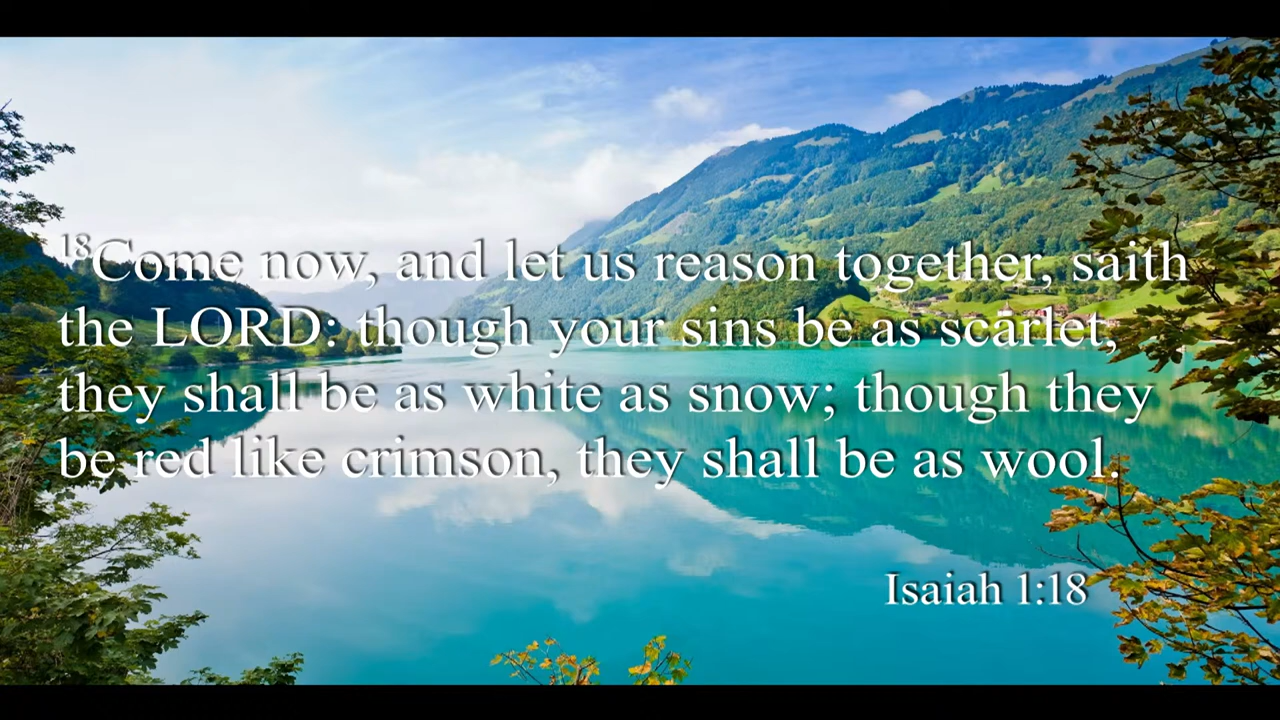 18Come now, and let us reason together, saith
the LORD: though your sins be as scarlet,
they shall be as white as snow; though they
be red like crimson, they shall be as wool.
Isaiah 1:18